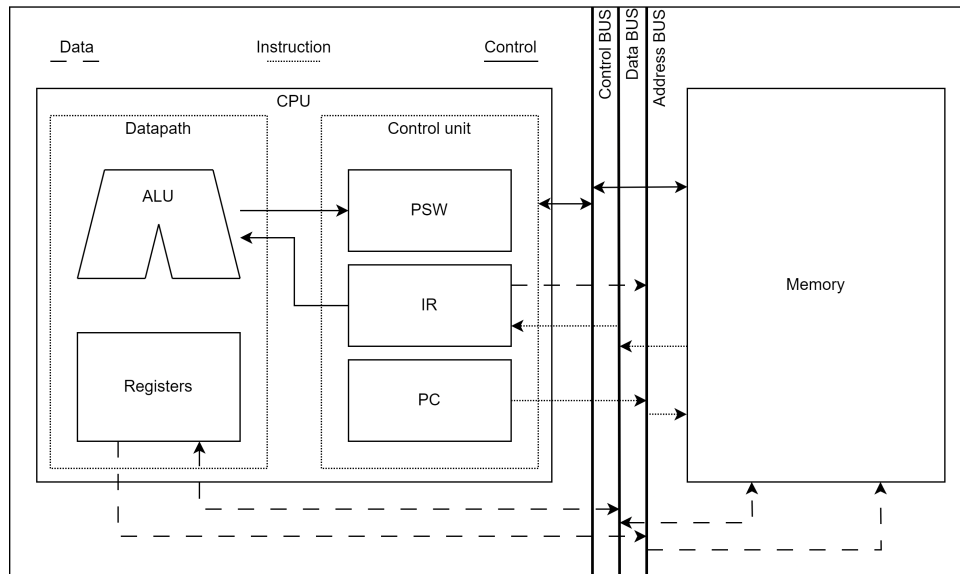 Data
Instruction
Control
Control BUS
Data BUS
Address BUS
CPU
Datapath
Control unit
ALU
PSW
IR
Memory
Registers
PC